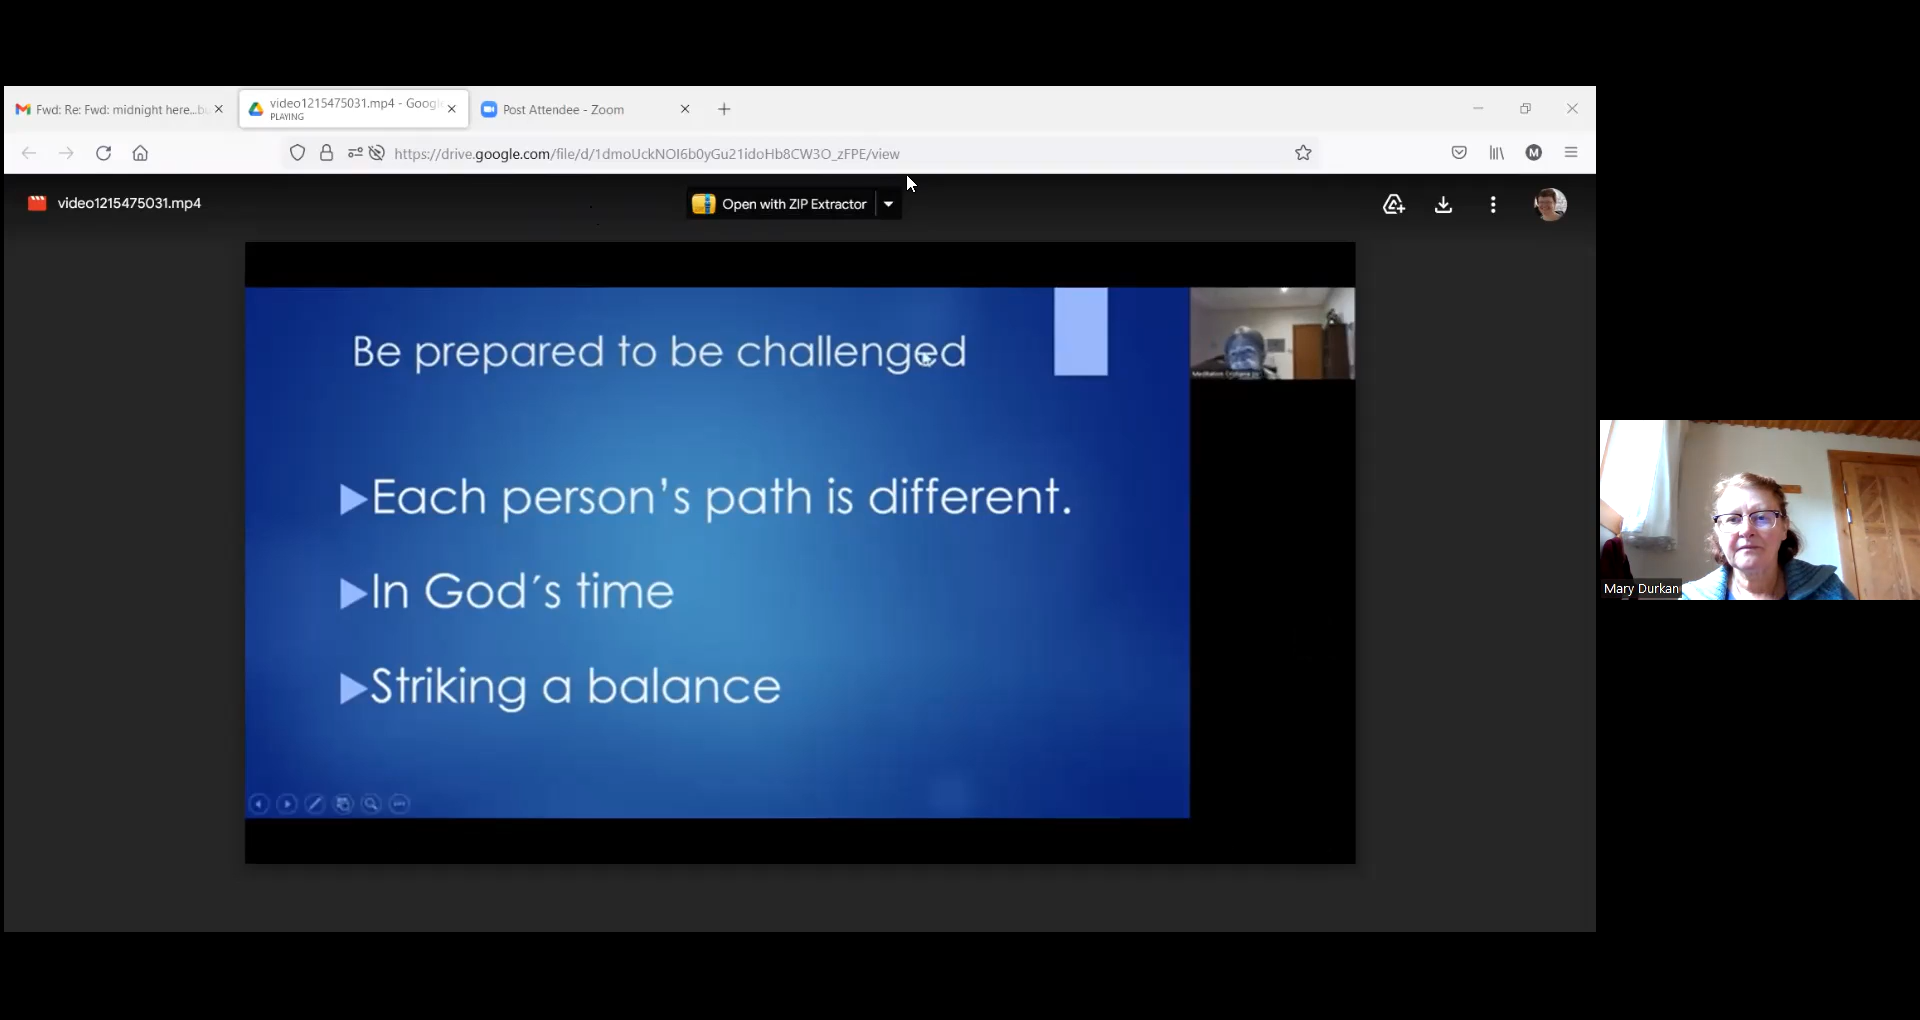 Fwd: Re: Fwd: midnight here...bu
video1215475031.mp4 - Google
PLAYING
Post Attendee - Zoom
https://drive.google.com/file/d/1dmoUckNOI6b0yGu21idoHb8CW3O_zFPE/view
M
video1215475031.mp4
Open with ZIP Extractor
Be prepared to be challenged
Each person's path is different.
In God´s time
Striking a balance
Mary Durkan